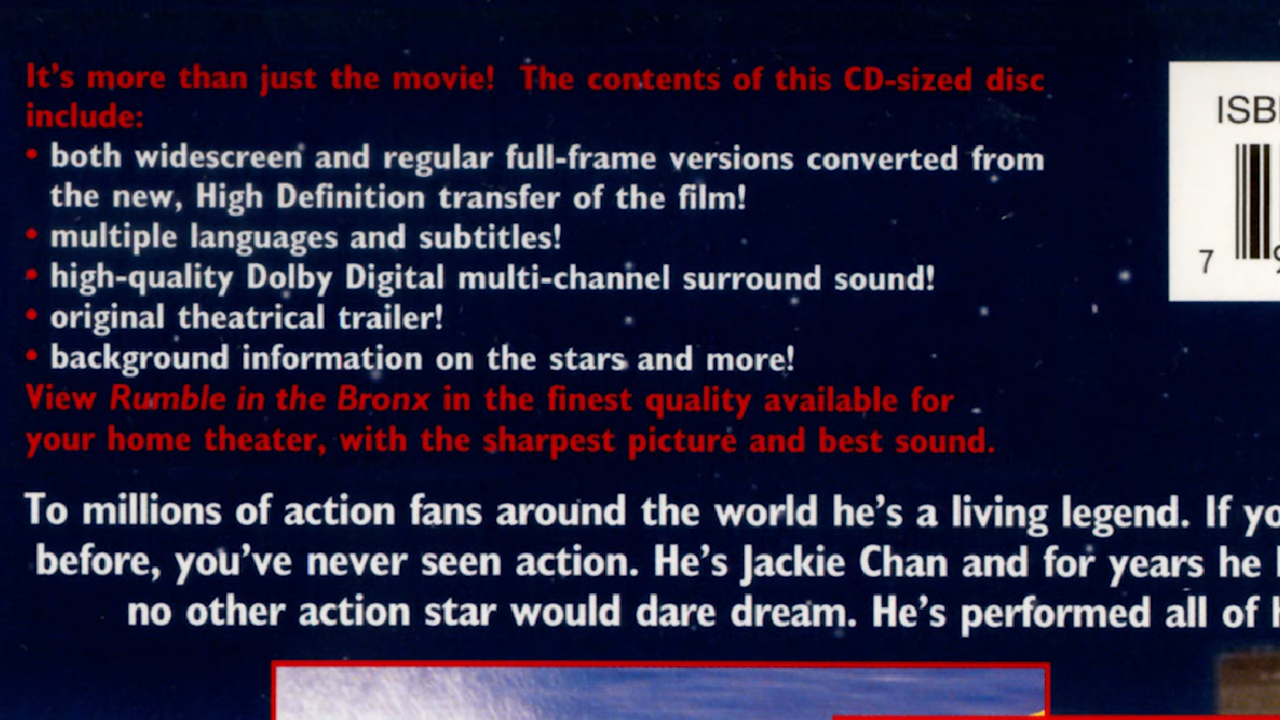 It's more than just the movie! The contents of this CD-sized disc
include:
• both widescreen and regular full-frame versions converted from
the new, High Definition transfer of the film!
• multiple languages and subtitles!
• high-quality Dolby Digital multi-channel surround sound!
• original theatrical trailer!
• background information on the stars and more!
View Rumble in the Bronx in the finest quality available for
your home theater, with the sharpest picture and best sound.
To millions of action fans around the world he's a living legend. If
before, you've never seen action. He's Jackie Chan and for years he
no other action star would dare dream. He's performed all of
7